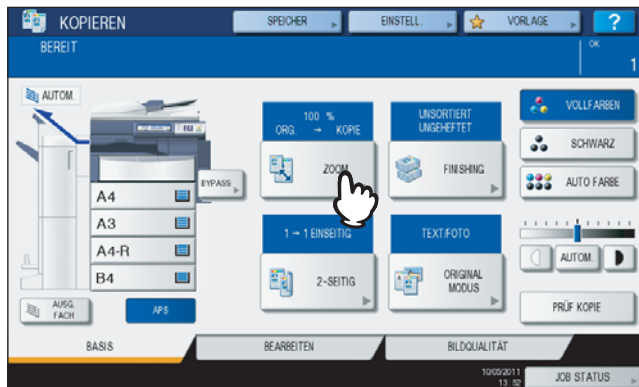 KOPIEREN
SPEICHER
EINSTELL.
VORLAGE
?
BEREIT
OK
1
AUTOM.
100 %
ORG. → KOPIE
UNSORTIERT
UNGEHEFTET
VOLLFARBEN
ZOOM
FINISHING
SCHWARZ
BYPASS
AUTO FARBE
A4
A3
A4-R
B4
1 → 1 EINSEITIG
TEXT/FOTO
2-SEITIG
ORIGINAL
MODUS
AUTOM.
AUSG.
FACH
APS
PRÜF KOPIE
BASIS
BEARBEITEN
BILDQUALITÄT
10/03/2011
13:52
JOB STATUS